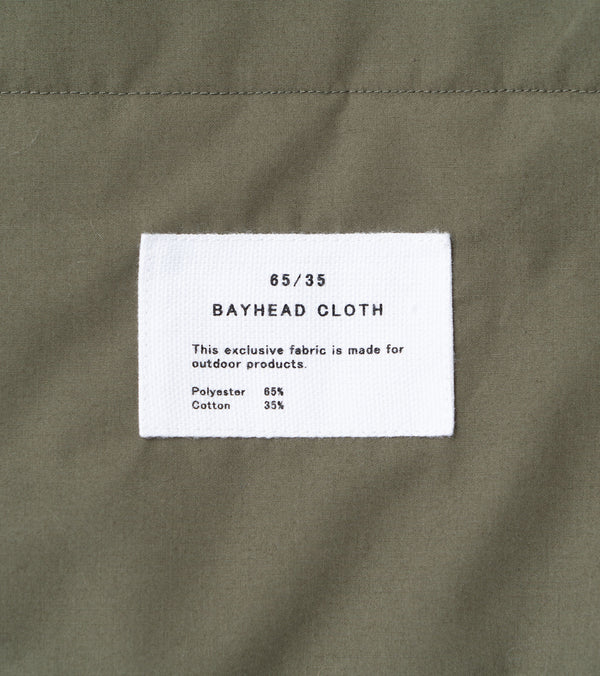 65/35
BAYHEAD CLOTH
This exclusive fabric is made for
outdoor products.
Polyester 65%
Cotton 35%